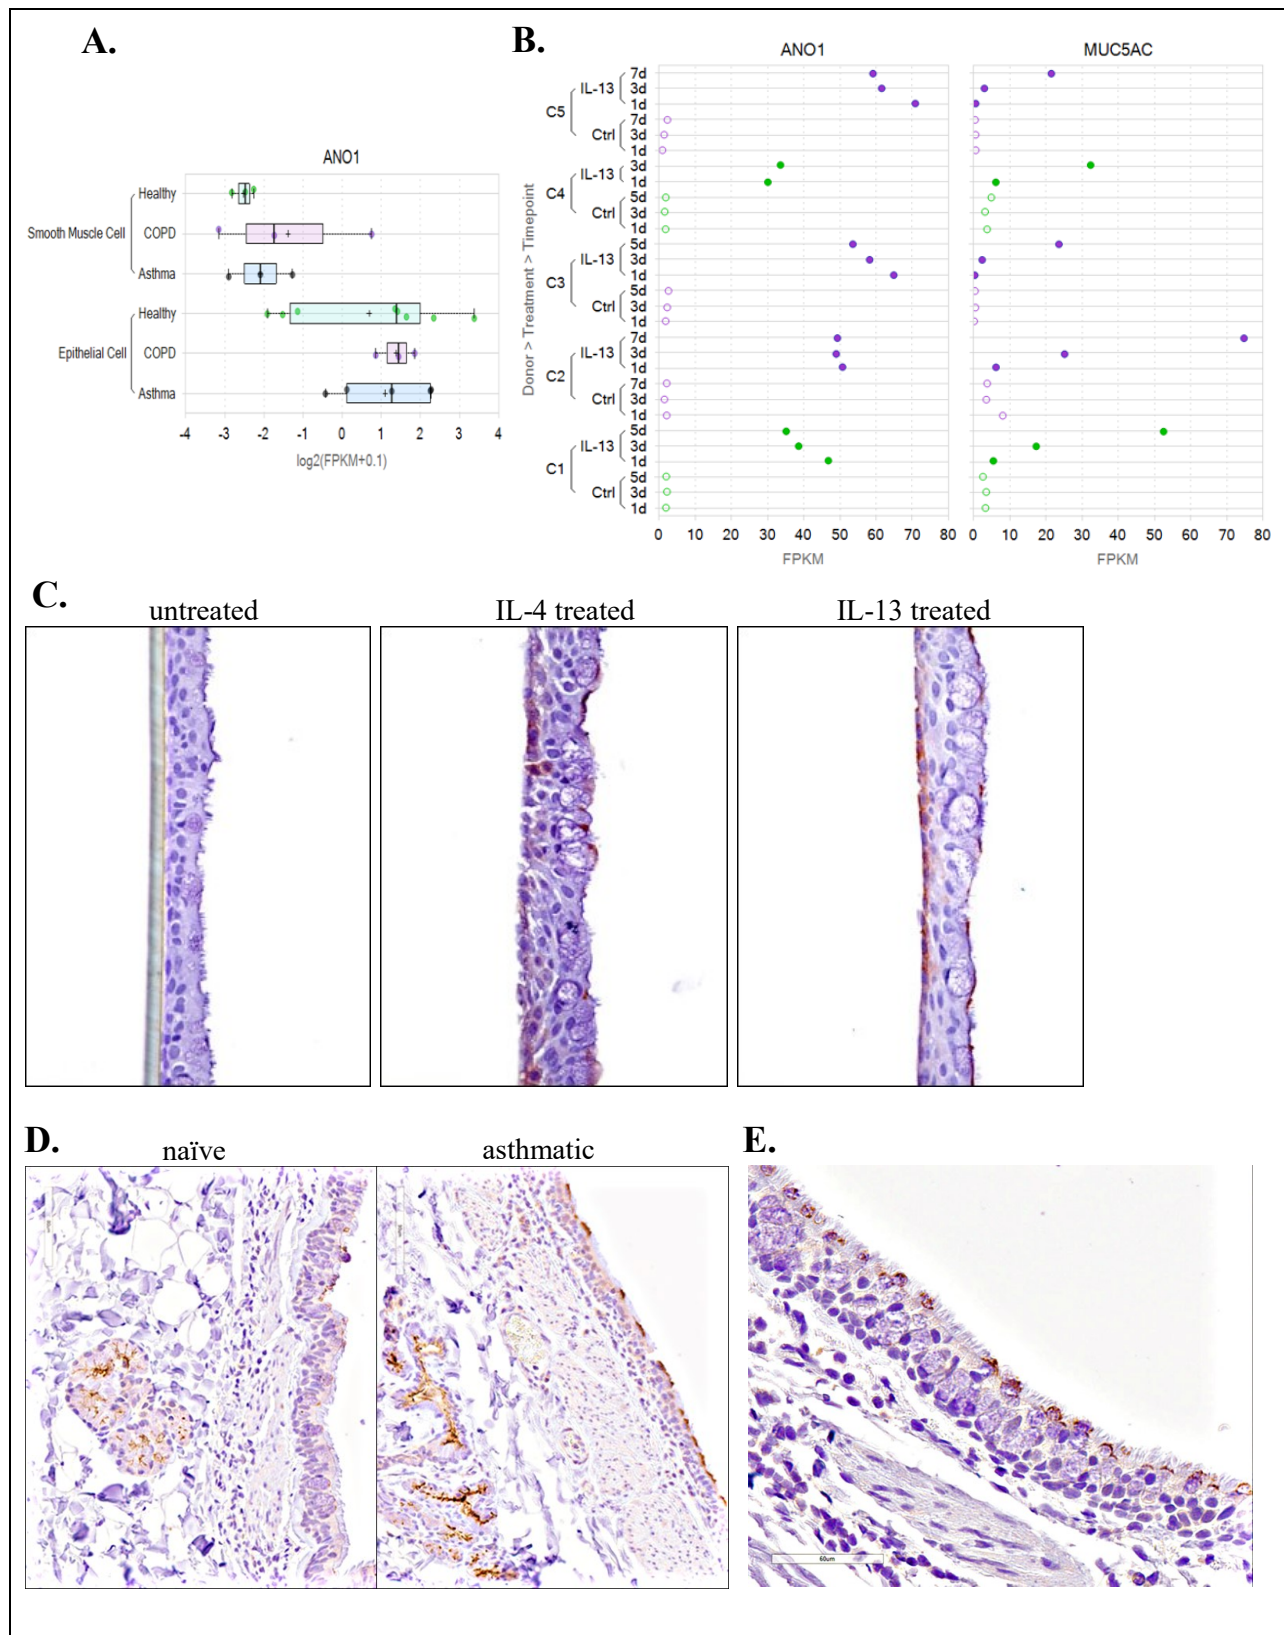 A.
ANO1
Healthy
Smooth Muscle Cell
COPD
Asthma
Healthy
Epithelial Cell
COPD
Asthma
-4 -3 -2 -1 0 1 2 3 4
log2(FPKM+0.1)
B.
ANO1 MUC5AC
Donor > Treatment > Timepoint
C5 IL-13 7d
3d
1d
Ctrl 7d
3d
1d
C4 IL-13 3d
1d
Ctrl 5d
3d
1d
C3 IL-13 5d
3d
1d
Ctrl 5d
3d
1d
C2 IL-13 7d
3d
1d
Ctrl 7d
3d
1d
C1 IL-13 5d
3d
1d
Ctrl 5d
3d
1d
0 10 20 30 40 50 60 70 80 0 10 20 30 40 50 60 70 80
FPKM FPKM
C.
untreated IL-4 treated IL-13 treated
D.
naïve asthmatic
E.
60um